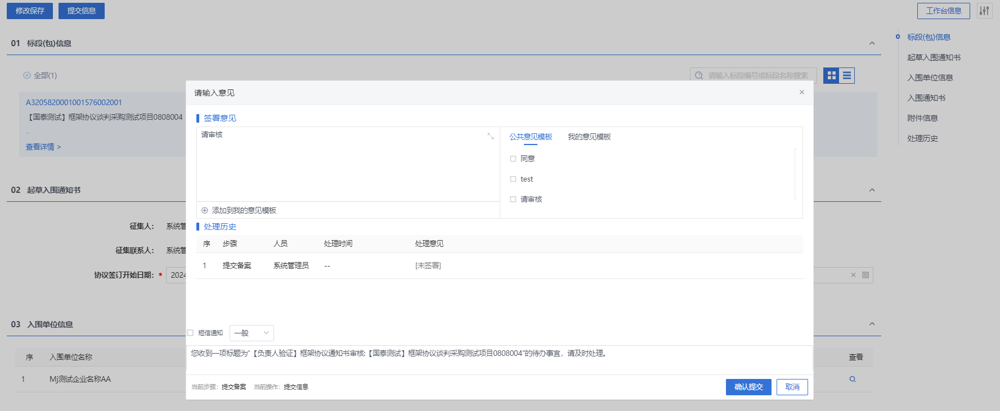 修改保存
提交信息
工作台信息
01 标段(包)信息
全部(1)
请输入标段编号或标段名称搜索
A3205820001001576002001
【国泰测试】框架协议谈判采购测试项目0808004
-
查看详情 >
02 起草入围通知书
征集人： 系统管
征集联系人： 系统管
协议签订开始日期： * 2024
03 入围单位信息
序 入围单位名称 查看
1 Mj测试企业名称AA
标段(包)信息
起草入围通知书
入围单位信息
入围通知书
附件信息
处理历史
请输入意见
签署意见
请审核
添加到我的意见模板
公共意见模板 我的意见模板
同意
test
请审核
处理历史
序 步骤 人员 处理时间 处理意见
1 提交备案 系统管理员 -- [未签署]
短信通知 一般
您收到一项标题为“【负责人验证】框架协议通知书审核:【国泰测试】框架协议谈判采购测试项目0808004”的待办事宜，请及时处理。
当前步骤：提交备案 当前操作：提交信息
确认提交 取消